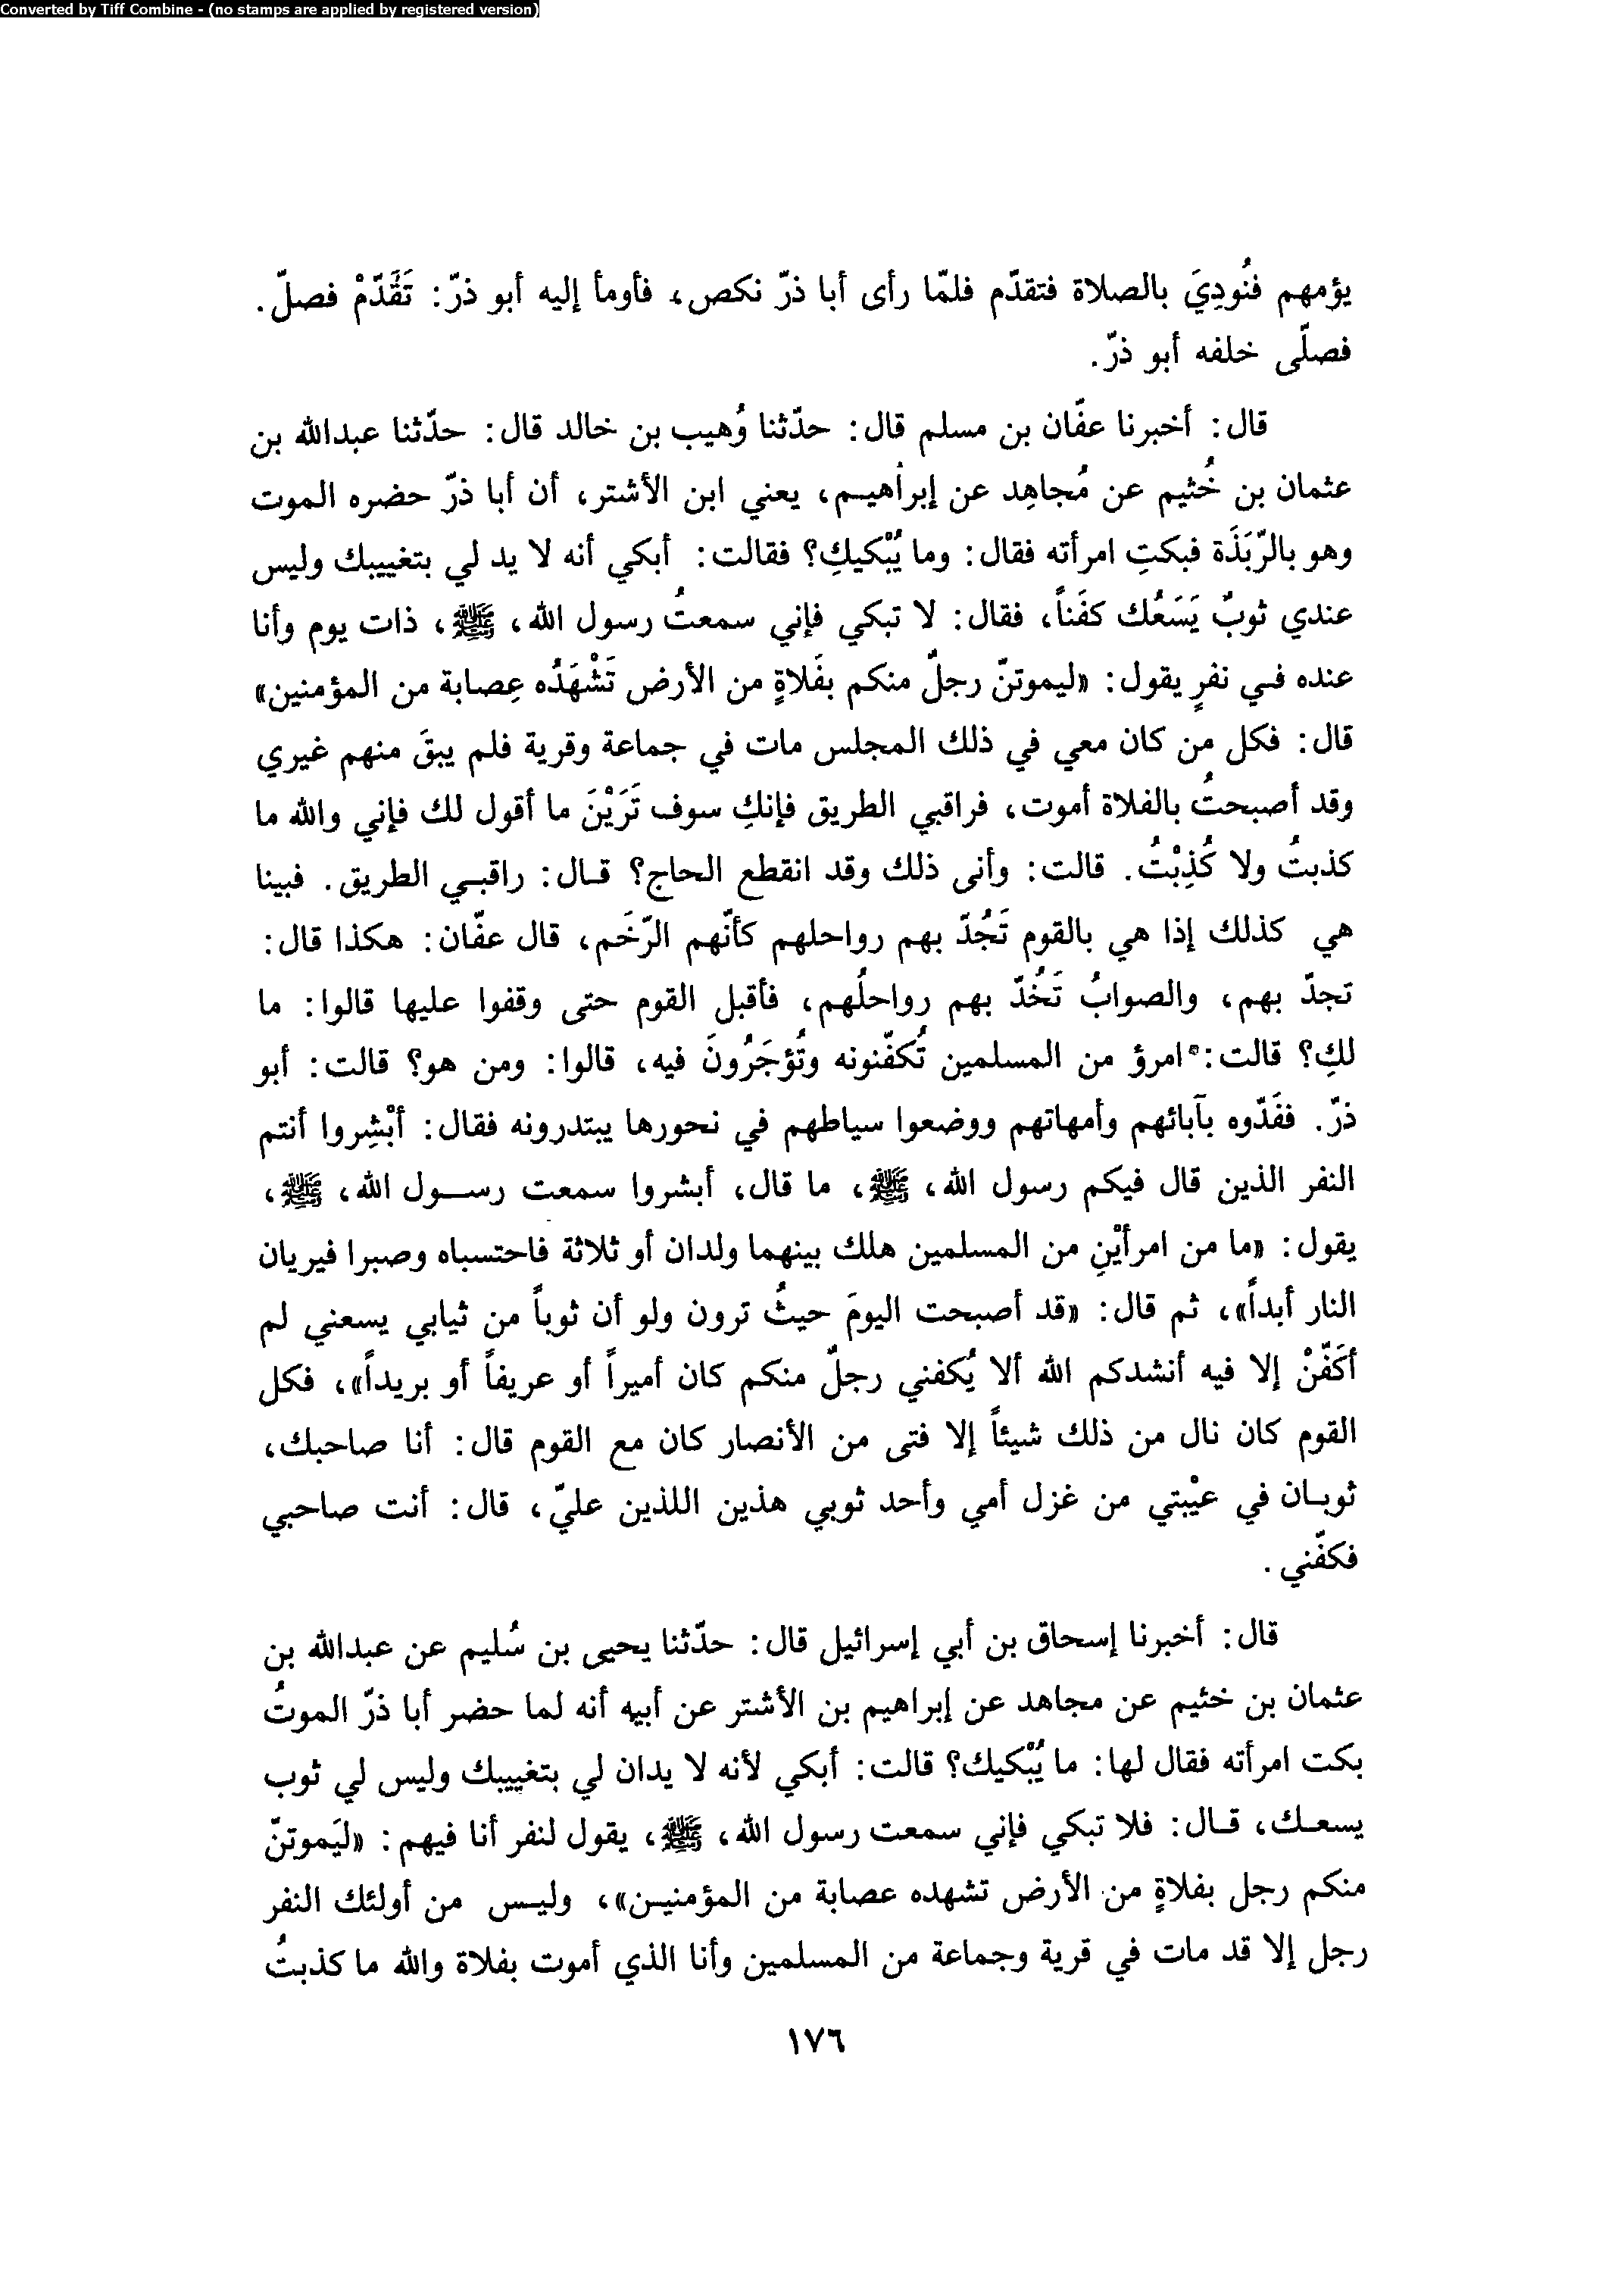 Converted by Tiff Combine - (no stamps are applied by registered version)
يؤمهم فنُودِيَ بالصلاة فتقدّم فلمّا رأى أبا ذرّ نكص، فأومأ إليه أبو ذرّ: تَقَدّمْ فصلّ.
فصلّى خلفه أبو ذرّ.
قال: أخبرنا عفّان بن مسلم قال: حدّثنا وُهيب بن خالد قال: حدّثنا عبدالله بن
عثمان بن خُثيم عن مُجاهِد عن إبراهيم، يعني ابن الأشتر، أن أبا ذرّ حضره الموت
وهو بالرّبَذَة فبكتِ امرأته فقال: وما يُبْكيكِ؟ فقالت: أبكي أنه لا يد لي بتغييبك وليس
عندي ثوبٌ يَسَعُك كفَناً، فقال: لا تبكي فإني سمعتُ رسول الله، ﷺ، ذات يوم وأنا
عنده في نفرٍ يقول: «ليموتنّ رجلٌ منكم بفَلاةٍ من الأرض تَشْهَدُه عِصابة من المؤمنين»
قال: فكل من كان معي في ذلك المجلس مات في جماعة وقرية فلم يبقَ منهم غيري
وقد أصبحتُ بالفلاة أموت، فراقبي الطريق فإنكِ سوف تَرَيْنَ ما أقول لك فإني والله ما
كذبتُ ولا كُذِبْتُ. قالت: وأنى ذلك وقد انقطع الحاج؟ قال: راقبي الطريق. فبينا
هي كذلك إذا هي بالقوم تَجُدّ بهم رواحلهم كأنّهم الرّخَم، قال عفّان: هكذا قال:
تجدّ بهم، والصوابُ تَخُدّ بهم رواحلُهم، فأقبل القوم حتى وقفوا عليها قالوا: ما
لكِ؟ قالت: امرؤ من المسلمين تُكفّنونه وتُؤجَرُونَ فيه، قالوا: ومن هو؟ قالت: أبو
ذرّ. ففَدّوه بآبائهم وأمهاتهم ووضعوا سياطهم في نحورها يبتدرونه فقال: أبْشِروا أنتم
النفر الذين قال فيكم رسول الله، ﷺ، ما قال، أبشروا سمعت رسول الله، ﷺ،
يقول: «ما من امرأيْنِ من المسلمين هلك بينهما ولدان أو ثلاثة فاحتسباه وصبرا فيريان
النار أبداً»، ثم قال: «قد أصبحت اليومَ حيثُ ترون ولو أن ثوباً من ثيابي يسعني لم
أكَفّنْ إلا فيه أنشدكم الله ألا يُكفني رجلٌ منكم كان أميراً أو عريفاً أو بريداً»، فكل
القوم كان نال من ذلك شيئاً إلا فتى من الأنصار كان مع القوم قال: أنا صاحبك،
ثوبان في عيْبتي من غزل أمي وأحد ثوبي هذين اللذين عليّ، قال: أنت صاحبي
فكفّني.
قال: أخبرنا إسحاق بن أبي إسرائيل قال: حدّثنا يحيى بن سُليم عن عبدالله بن
عثمان بن خثيم عن مجاهد عن إبراهيم بن الأشتر عن أبيه أنه لما حضر أبا ذرّ الموتُ
بكت امرأته فقال لها: ما يُبْكيك؟ قالت: أبكي لأنه لا يدان لي بتغييبك وليس لي ثوب
يسعك، قال: فلا تبكي فإني سمعت رسول الله، ﷺ، يقول لنفر أنا فيهم: «ليَموتنّ
منكم رجل بفلاةٍ من الأرض تشهده عصابة من المؤمنين»، وليس من أولئك النفر
رجل إلا قد مات في قرية وجماعة من المسلمين وأنا الذي أموت بفلاة والله ما كذبتُ
١٧٦